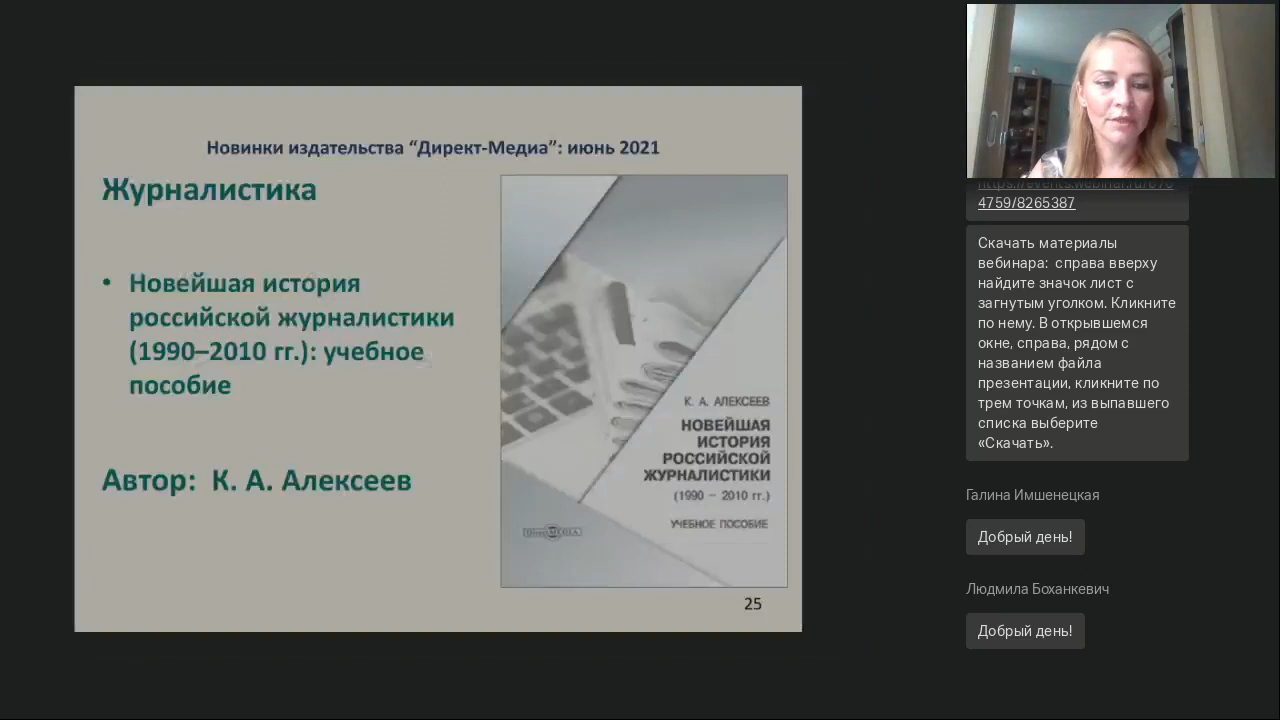 Новинки издательства “Директ-Медиа”: июнь 2021
Журналистика
• Новейшая история
российской журналистики
(1990–2010 гг.): учебное
пособие
Автор: К. А. Алексеев
К. А. АЛЕКСЕЕВ
НОВЕЙШАЯ
ИСТОРИЯ
РОССИЙСКОЙ
ЖУРНАЛИСТИКИ
(1990 – 2010 гг.)
УЧЕБНОЕ ПОСОБИЕ
25
4759/8265387
Скачать материалы
вебинара: справа вверху
найдите значок лист с
загнутым уголком. Кликните
по нему. В открывшемся
окне, справа, рядом с
названием файла
презентации, кликните по
трем точкам, из выпавшего
списка выберите
«Скачать».
Галина Имшенецкая
Добрый день!
Людмила Боханкевич
Добрый день!